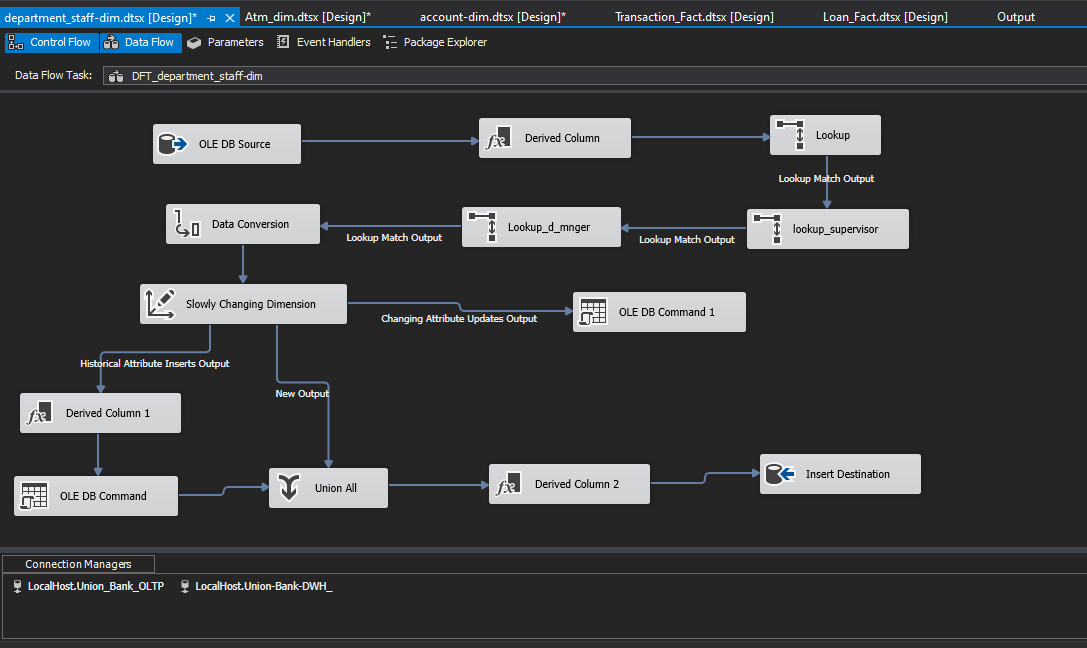 department_staff-dim.dtsx [Design]*
Atm_dim.dtsx [Design]*
account-dim.dtsx [Design]*
Transaction_Fact.dtsx [Design]
Loan_Fact.dtsx [Design]
Output
Control Flow
Data Flow
Parameters
Event Handlers
Package Explorer
Data Flow Task:
DFT_department_staff-dim
OLE DB Source
Derived Column
Lookup
Lookup Match Output
Data Conversion
Lookup Match Output
Lookup_d_mnger
Lookup Match Output
lookup_supervisor
Slowly Changing Dimension
Changing Attribute Updates Output
OLE DB Command 1
Historical Attribute Inserts Output
New Output
Derived Column 1
OLE DB Command
Union All
Derived Column 2
Insert Destination
Connection Managers
LocalHost.Union_Bank_OLTP
LocalHost.Union-Bank-DWH_